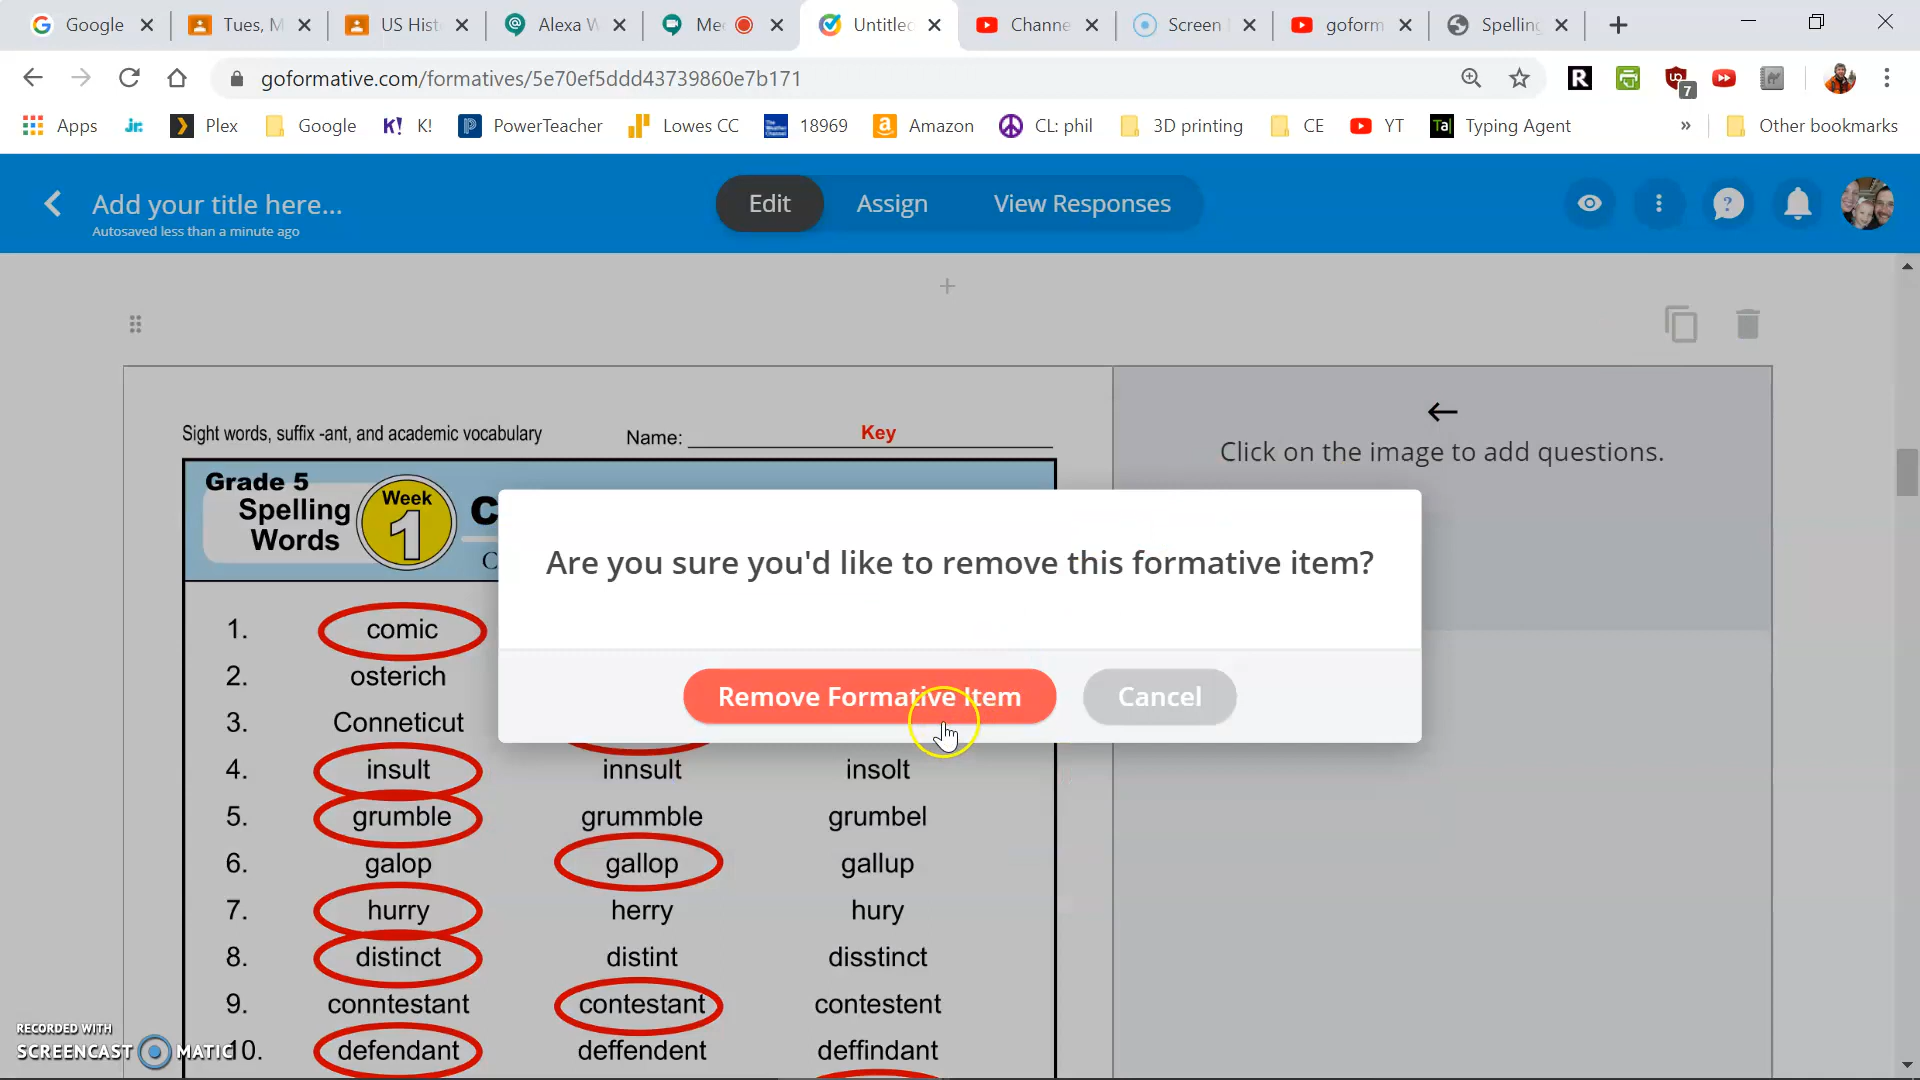 Google
Tues, M
US Hist
Alexa W
Mee
Untitled
Channe
Screen
goform
Spelling
goformative.com/formatives/5e70ef5ddd43739860e7b171
R
UO
7
Apps
Jr.
Plex
Google
K!
K!
P
PowerTeacher
Lowes CC
18969
a
Amazon
CL: phil
3D printing
CE
YT
Ta
Typing Agent
»
Other bookmarks
Add your title here...
Autosaved less than a minute ago
Edit
Assign
View Responses
?
+
Sight words, suffix -ant, and academic vocabulary
Name: Key
Click on the image to add questions.
Grade 5
Spelling
Words
Week
1
C
C
Are you sure you'd like to remove this formative item?
Remove Formative Item
Cancel
1. comic
2. osterich
3. Conneticut
4. insult innsult insolt
5. grumble grummble grumbel
6. galop gallop gallup
7. hurry herry hury
8. distinct distint disstinct
9. conntestant contestant contestent
10. defendant deffendent deffindant
RECORDED WITH
SCREENCAST MATIC